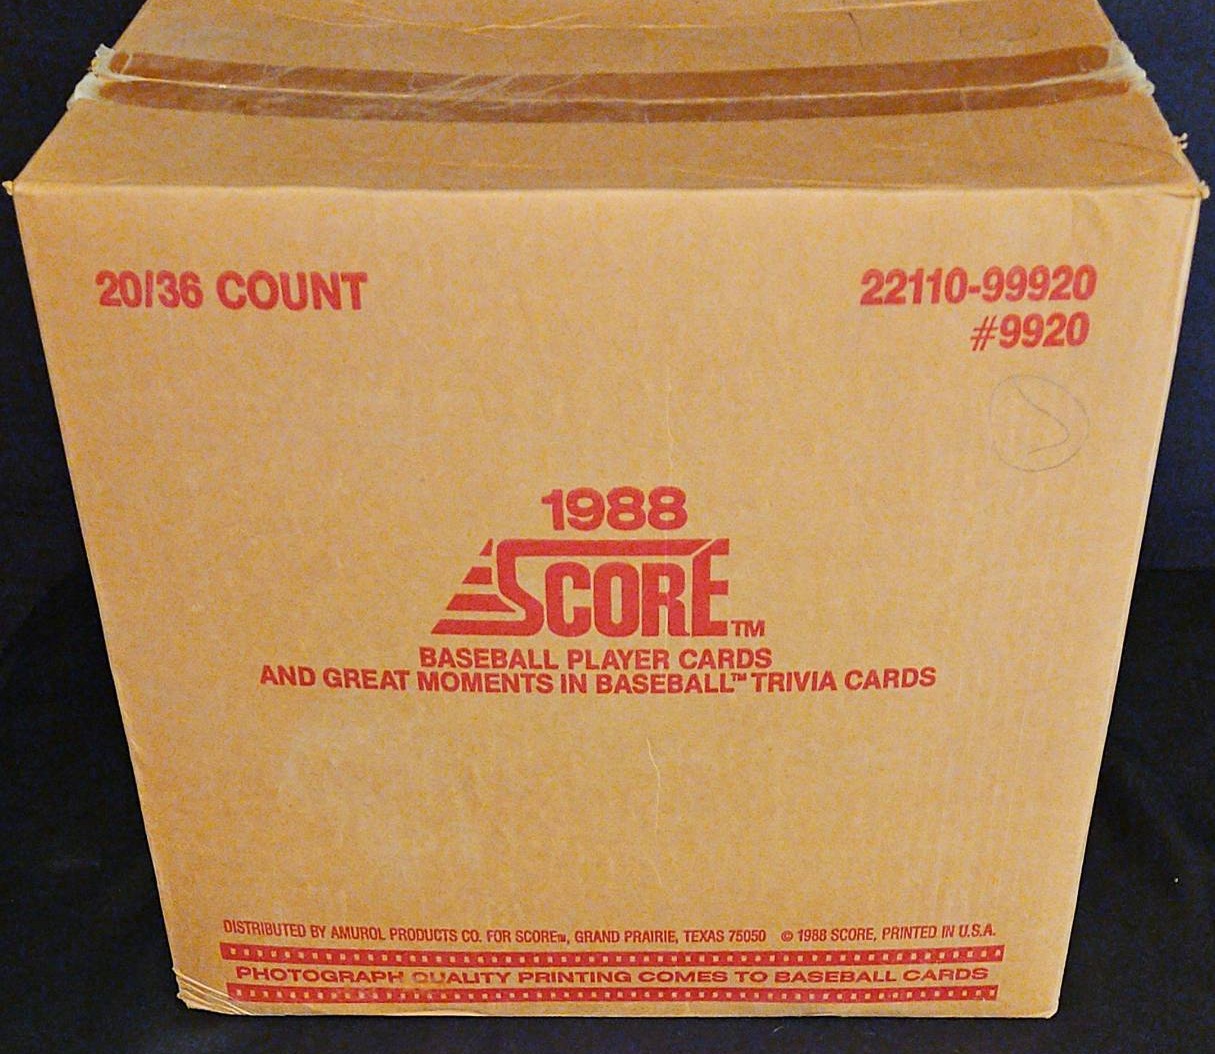 20/36 COUNT
22110-99920
#9920
1988
SCORE™
BASEBALL PLAYER CARDS
AND GREAT MOMENTS IN BASEBALL™ TRIVIA CARDS
DISTRIBUTED BY AMUROL PRODUCTS CO. FOR SCORE™, GRAND PRAIRIE, TEXAS 75050 © 1988 SCORE, PRINTED IN U.S.A.
PHOTOGRAPH QUALITY PRINTING COMES TO BASEBALL CARDS